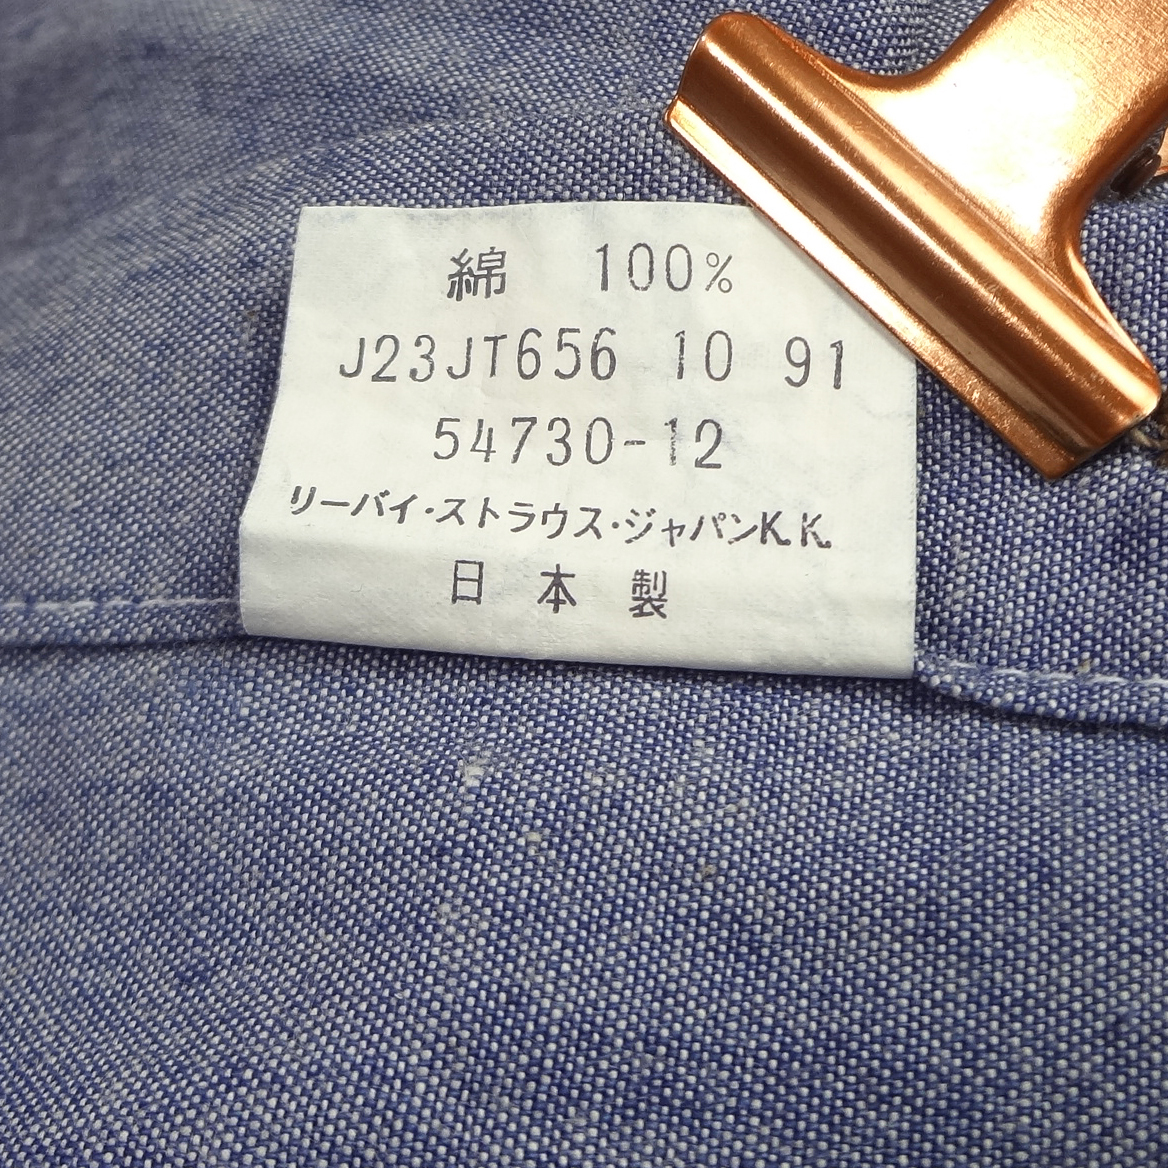 綿 100%
J23JT656 10 91
54730-12
リーバイ・ストラウス・ジャパンK.K.
日本製